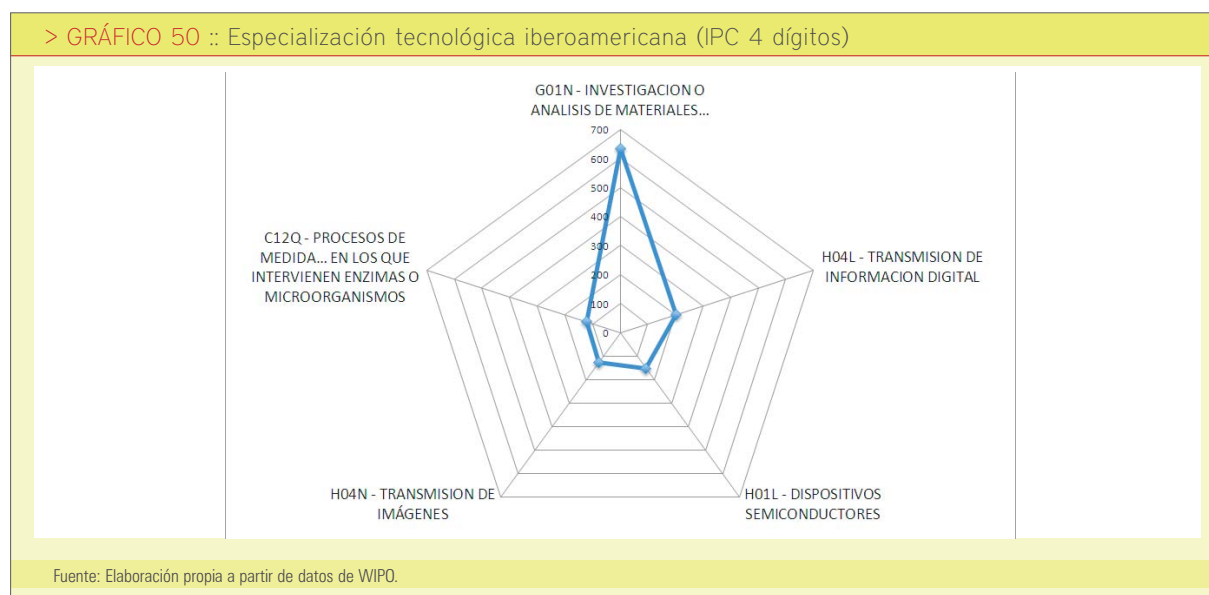 > GRÁFICO 50 :: Especialización tecnológica iberoamericana (IPC 4 dígitos)
G01N - INVESTIGACION O
ANALISIS DE MATERIALES...
700
600
500
400
300
200
100
0
C12Q - PROCESOS DE
MEDIDA... EN LOS QUE
INTERVIENEN ENZIMAS O
MICROORGANISMOS
H04L - TRANSMISION DE
INFORMACION DIGITAL
H04N - TRANSMISION DE
IMÁGENES
H01L - DISPOSITIVOS
SEMICONDUCTORES
Fuente: Elaboración propia a partir de datos de WIPO.